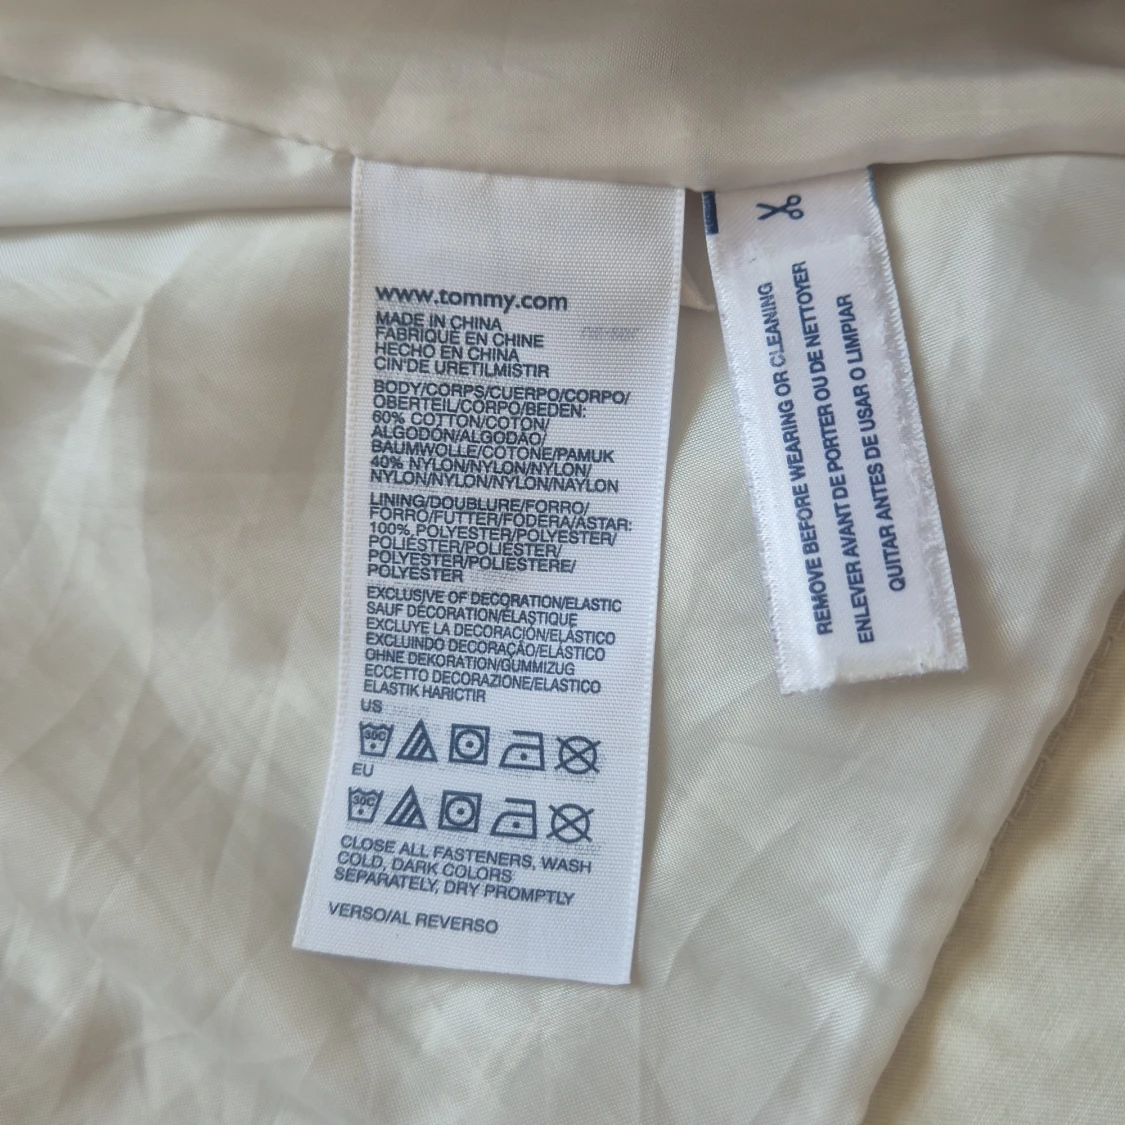 www.tommy.com
MADE IN CHINA
FABRIQUÉ EN CHINE
HECHO EN CHINA
CIN'DE URETILMISTIR
BODY/CORPS/CUERPO/CORPO/
OBERTEIL/CORPO/BEDEN:
60% COTTON/COTON/
ALGODON/ALGODÃO/
BAUMWOLLE/COTONE/PAMUK
40% NYLON/NYLON/NYLON/
NYLON/NYLON/NYLON/NAYLON
LINING/DOUBLURE/FORRO/
FORRO/FUTTER/FODERA/ASTAR:
100% POLYESTER/POLYESTER/
POLIÉSTER/POLIÉSTER/
POLYESTER/POLIESTERE/
POLYESTER
EXCLUSIVE OF DECORATION/ELASTIC
SAUF DÉCORATION/ÉLASTIQUE
EXCLUYE LA DECORACIÓN/ELÁSTICO
EXCLUINDO DECORAÇÃO/ELÁSTICO
OHNE DEKORATION/GUMMIZUG
ECCETTO DECORAZIONE/ELASTICO
ELASTIK HARICTIR
US
30C
EU
30C
CLOSE ALL FASTENERS, WASH
COLD, DARK COLORS
SEPARATELY, DRY PROMPTLY
VERSO/AL REVERSO
REMOVE BEFORE WEARING OR CLEANING
ENLEVER AVANT DE PORTER OU DE NETTOYER
QUITAR ANTES DE USAR O LIMPIAR